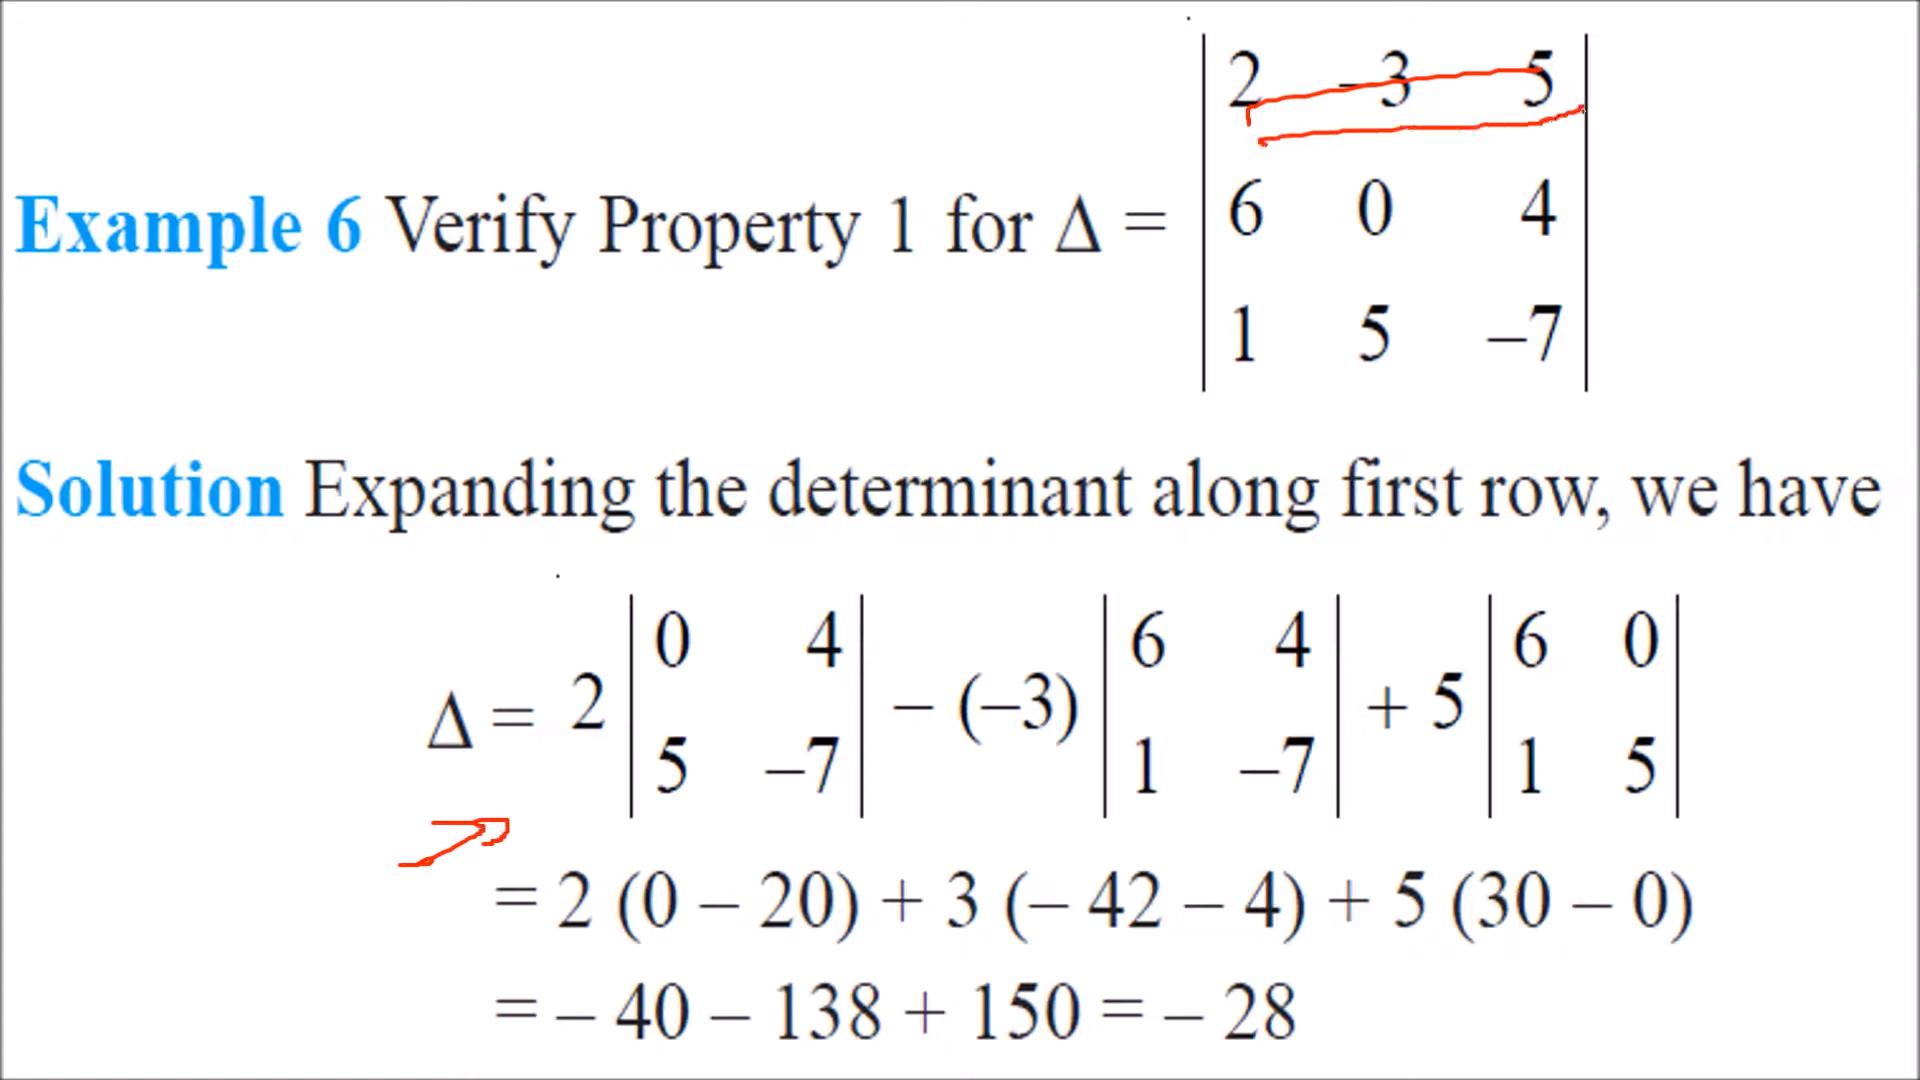 2 –3 5
Example 6 Verify Property 1 for Δ = 6 0 4
1 5 –7
Solution Expanding the determinant along first row, we have
0 4 6 4 6 0
Δ = 2 – (–3) + 5
5 –7 1 –7 1 5
= 2 (0 – 20) + 3 (– 42 – 4) + 5 (30 – 0)
= – 40 – 138 + 150 = – 28